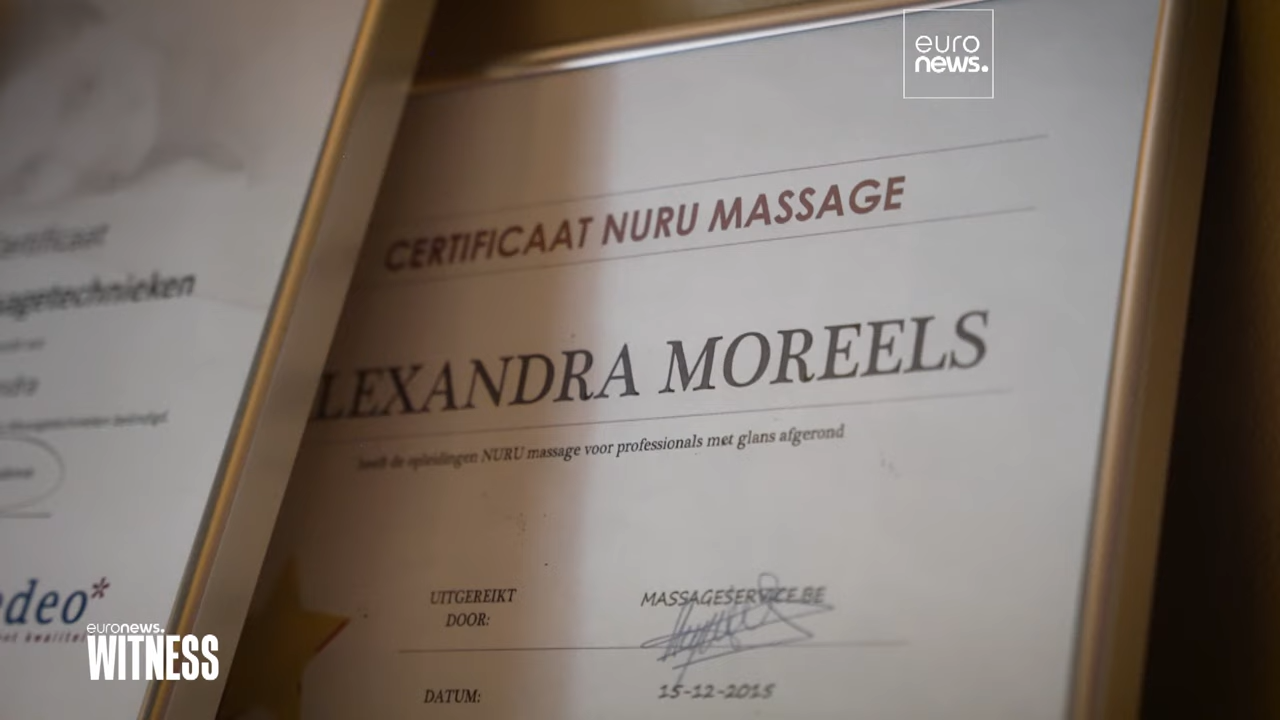 euro
news.
CERTIFICAAT NURU MASSAGE
LEXANDRA MOREELS
heeft de opleidingen NURU massage voor professionals met glans afgerond
UITGEREIKT
DOOR:
MASSAGESERVICE.BE
DATUM:
15-12-2015
Certificaat
sagetechnieken
edeo*
euronews.
WITNESS